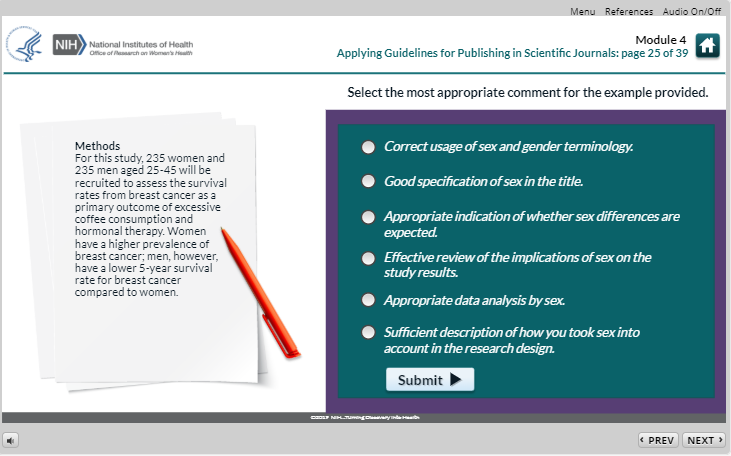 Menu References Audio On/Off
NIH National Institutes of Health
Office of Research on Women's Health
Module 4
Applying Guidelines for Publishing in Scientific Journals: page 25 of 39
Select the most appropriate comment for the example provided.
Methods
For this study, 235 women and
235 men aged 25-45 will be
recruited to assess the survival
rates from breast cancer as a
primary outcome of excessive
coffee consumption and
hormonal therapy. Women
have a higher prevalence of
breast cancer; men, however,
have a lower 5-year survival
rate for breast cancer
compared to women.
Correct usage of sex and gender terminology.
Good specification of sex in the title.
Appropriate indication of whether sex differences are
expected.
Effective review of the implications of sex on the
study results.
Appropriate data analysis by sex.
Sufficient description of how you took sex into
account in the research design.
Submit
NIH...Turning Discovery Into Health
PREV NEXT